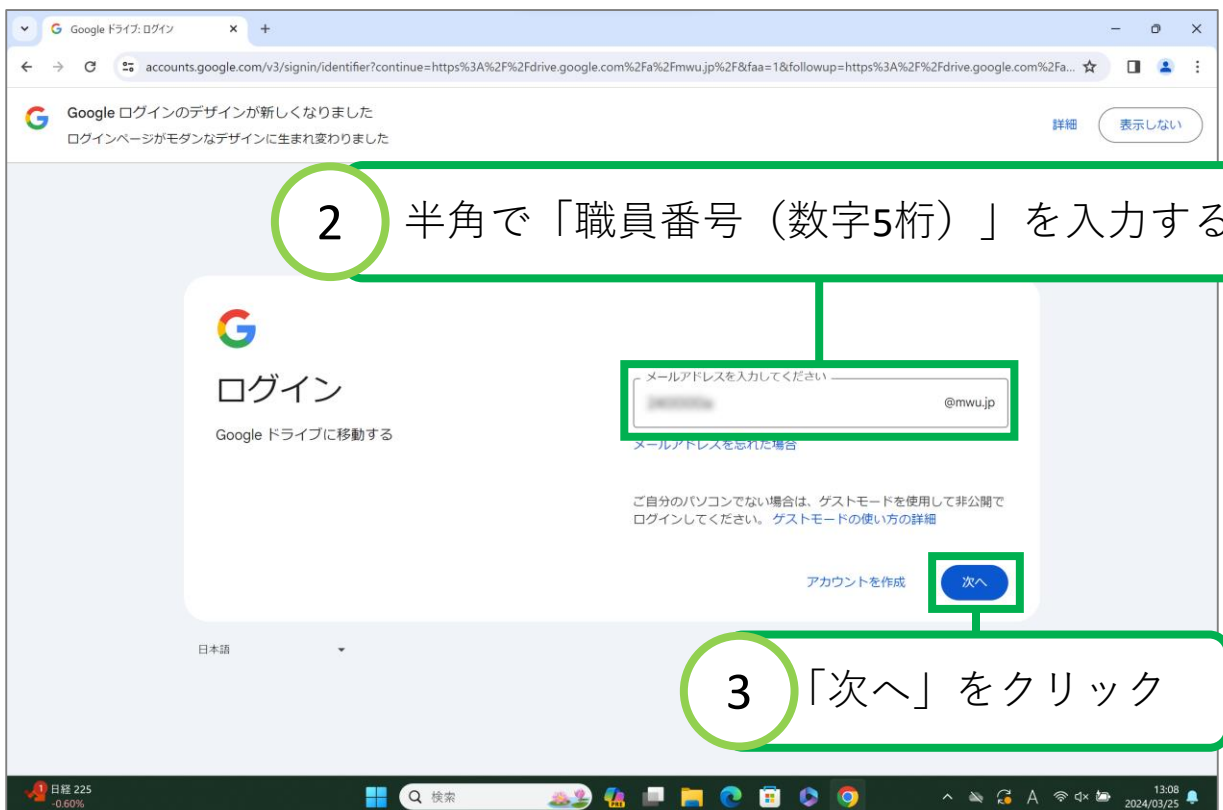 Google ドライブ: ログイン
accounts.google.com/v3/signin/identifier?continue=https%3A%2F%2Fdrive.google.com%2Fa%2Fmwu.jp%2F&faa=1&followup=https%3A%2F%2Fdrive.google.com%2Fa...
Google ログインのデザインが新しくなりました
ログインページがモダンなデザインに生まれ変わりました
詳細
表示しない
2 半角で「職員番号（数字5桁）」を入力する
G
ログイン
Google ドライブに移動する
メールアドレスを入力してください
@mwu.jp
メールアドレスを忘れた場合
ご自分のパソコンでない場合は、ゲストモードを使用して非公開で
ログインしてください。 ゲストモードの使い方の詳細
アカウントを作成
次へ
日本語
3 「次へ」をクリック
1
日経 225
-0.60%
検索
A
13:08
2024/03/25